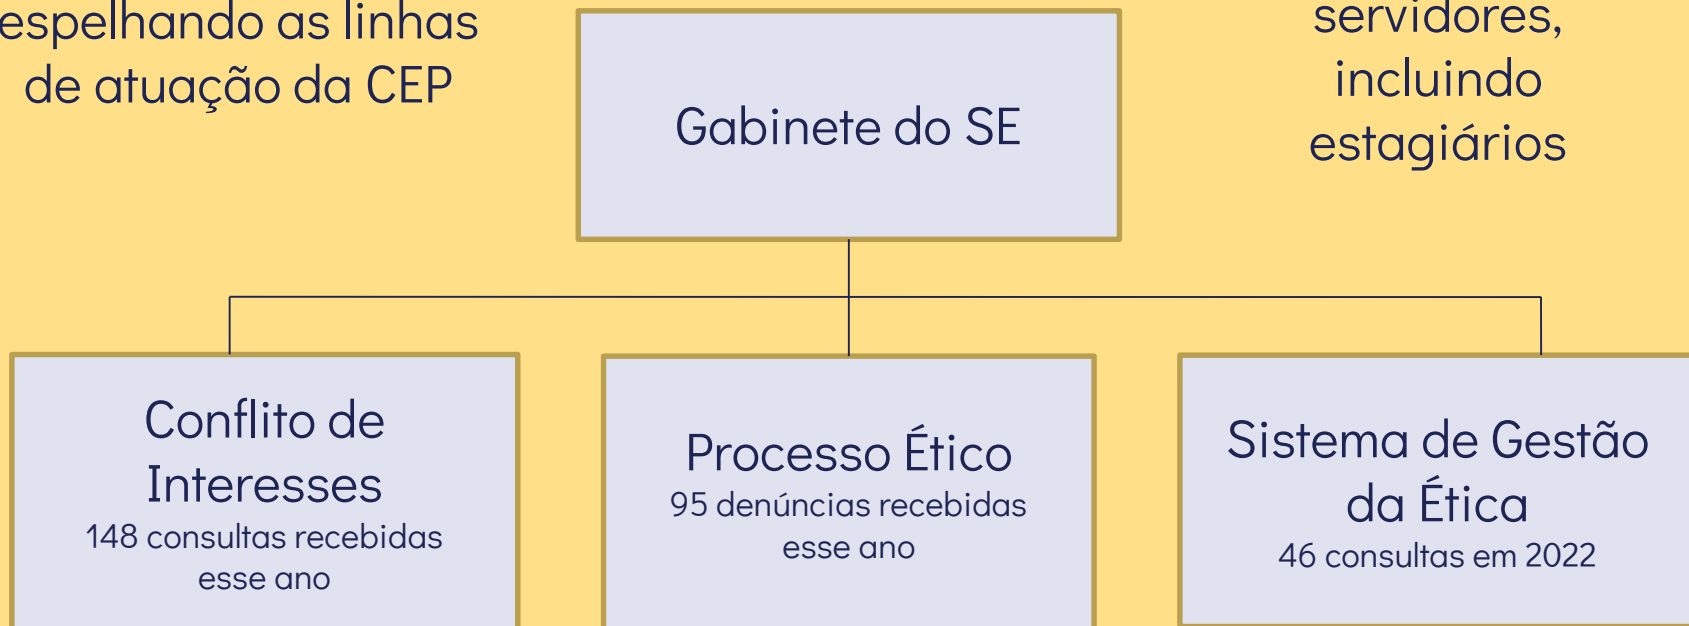 espelhando as linhas
de atuação da CEP
servidores,
incluindo
estagiários
Gabinete do SE
Conflito de
Interesses
148 consultas recebidas
esse ano
Processo Ético
95 denúncias recebidas
esse ano
Sistema de Gestão
da Ética
46 consultas em 2022